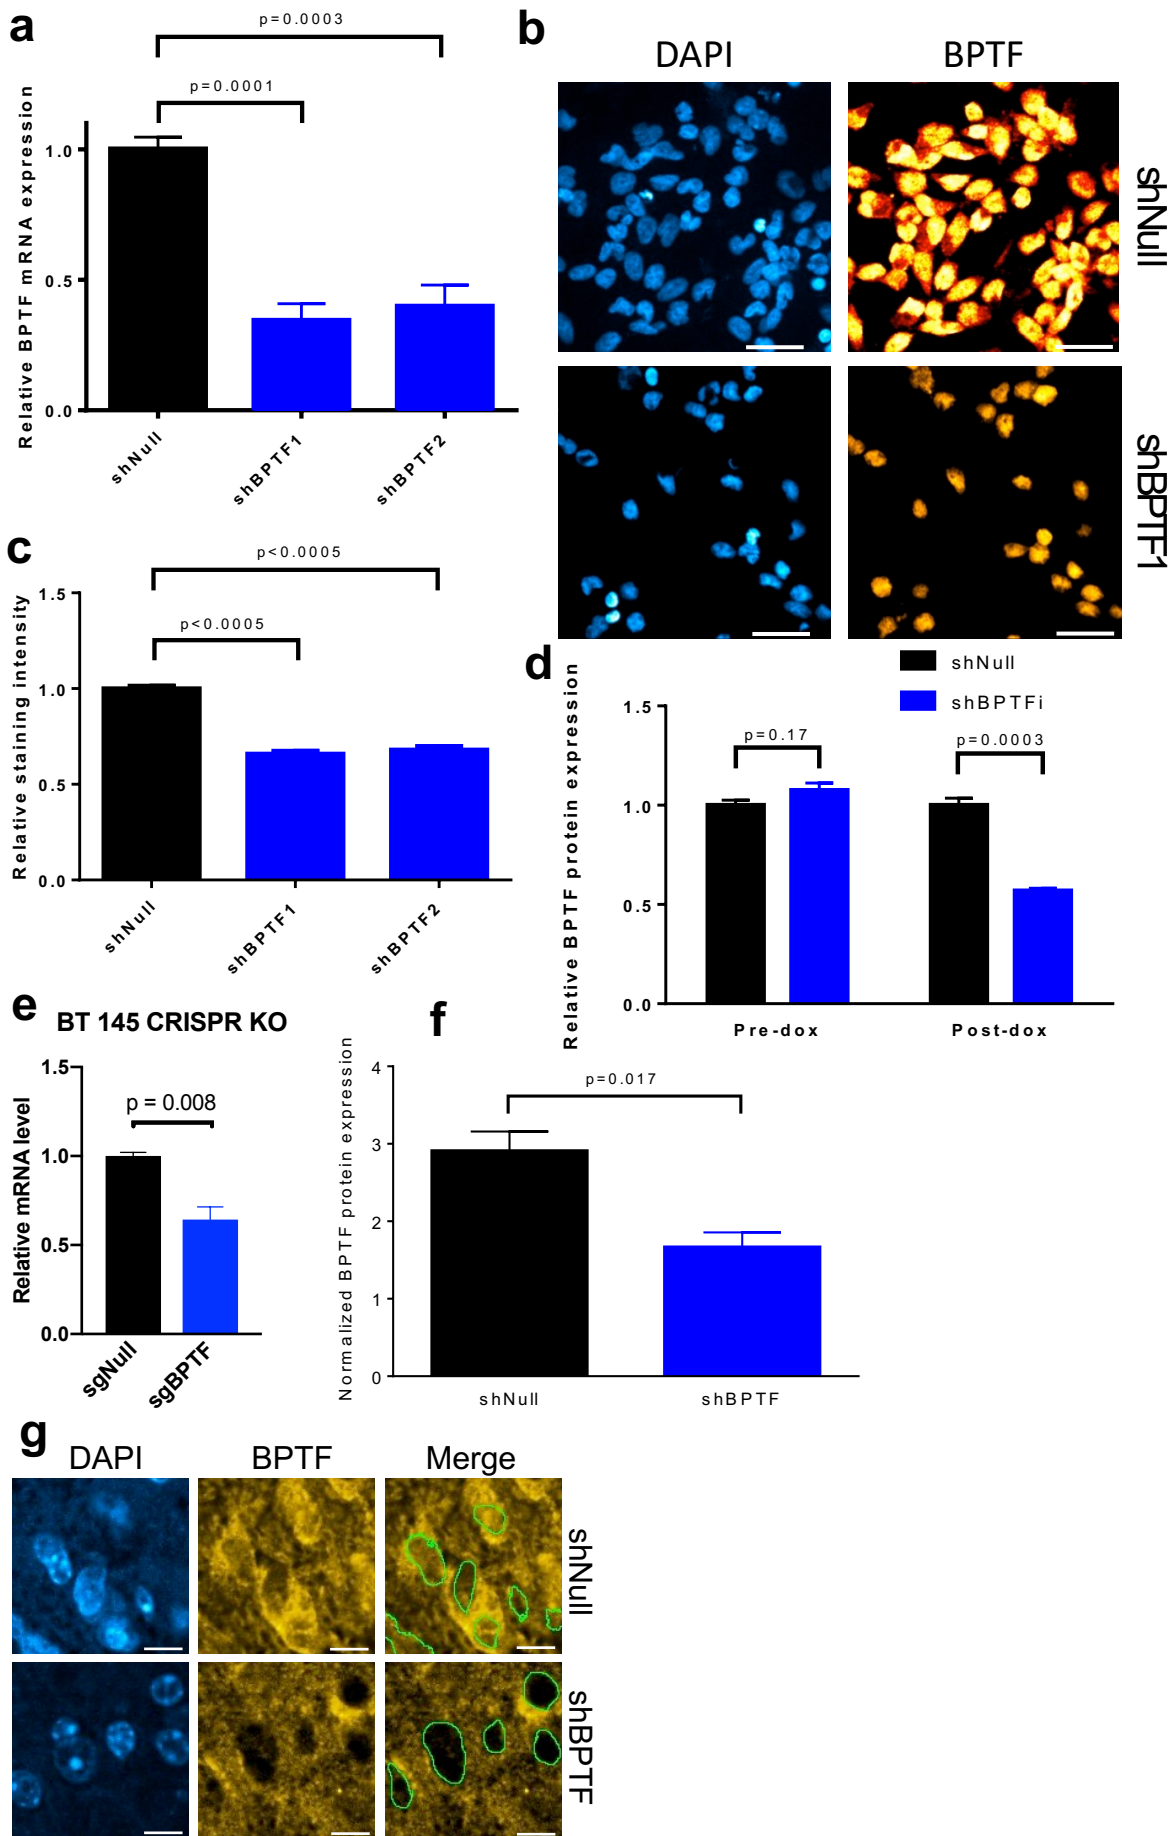 a
p=0.0003
p=0.0001
Relative BPTF mRNA expression
1.0
0.5
0.0
shNull
shBPTF1
shBPTF2
b
DAPI
BPTF
shNull
shBPTF1
c
p<0.0005
p<0.0005
Relative staining intensity
1.5
1.0
0.5
0.0
shNull
shBPTF1
shBPTF2
d
shNull
shBPTFi
p=0.17
p=0.0003
Relative BPTF protein expression
1.5
1.0
0.5
0.0
Pre-dox
Post-dox
e
BT 145 CRISPR KO
p = 0.008
Relative mRNA level
1.5
1.0
0.5
0.0
sgNull
sgBPTF
f
p=0.017
Normalized BPTF protein expression
4
3
2
1
0
shNull
shBPTF
g
DAPI
BPTF
Merge
shNull
shBPTF